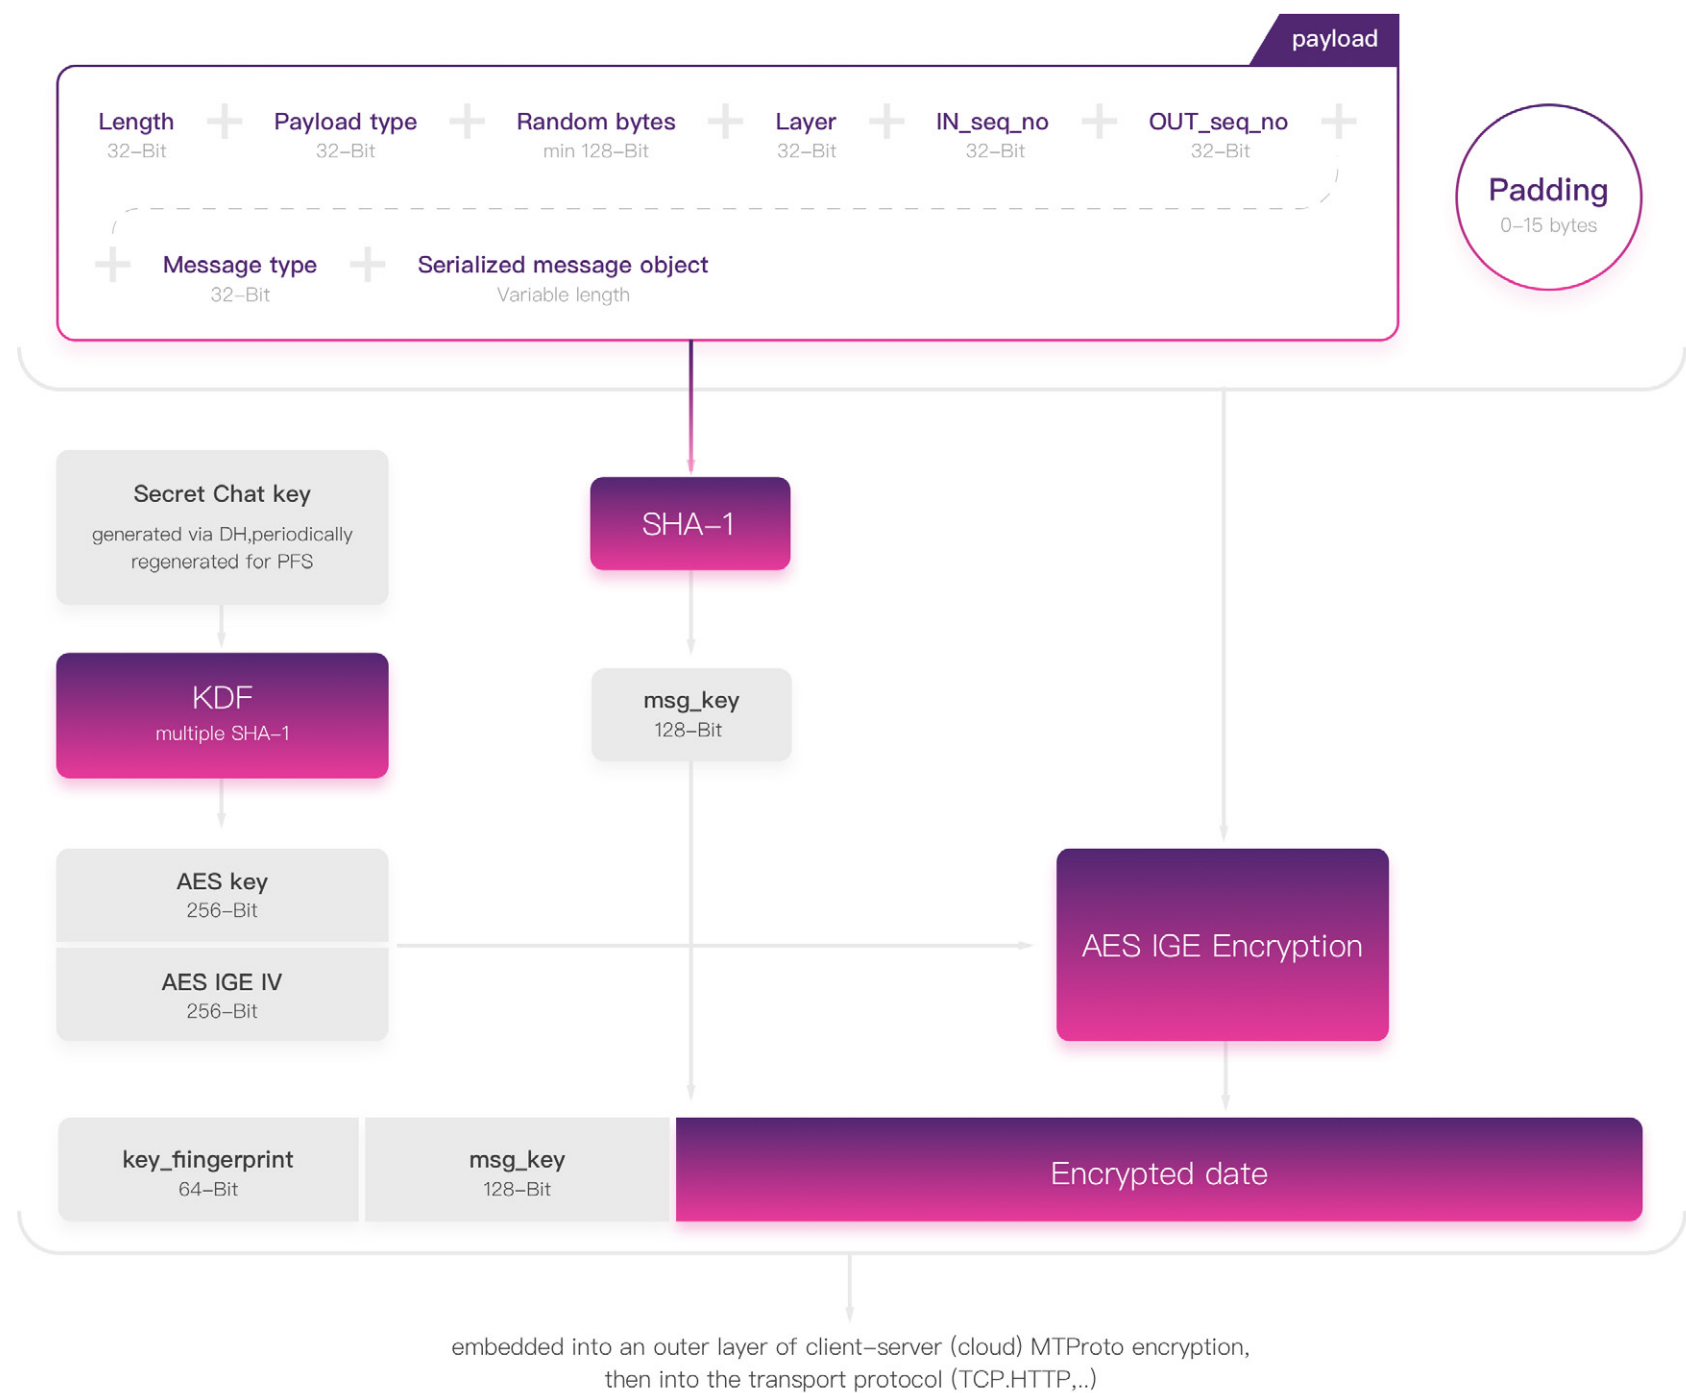 payload
Length
32-Bit
Payload type
32-Bit
Random bytes
min 128-Bit
Layer
32-Bit
IN_seq_no
32-Bit
OUT_seq_no
32-Bit
Padding
0-15 bytes
Message type
32-Bit
Serialized message object
Variable length
Secret Chat key
generated via DH,periodically
regenerated for PFS
SHA-1
KDF
multiple SHA-1
msg_key
128-Bit
AES key
256-Bit
AES IGE IV
256-Bit
AES IGE Encryption
key_fiingerprint
64-Bit
msg_key
128-Bit
Encrypted date
embedded into an outer layer of client-server (cloud) MTProto encryption,
then into the transport protocol (TCP.HTTP,..)